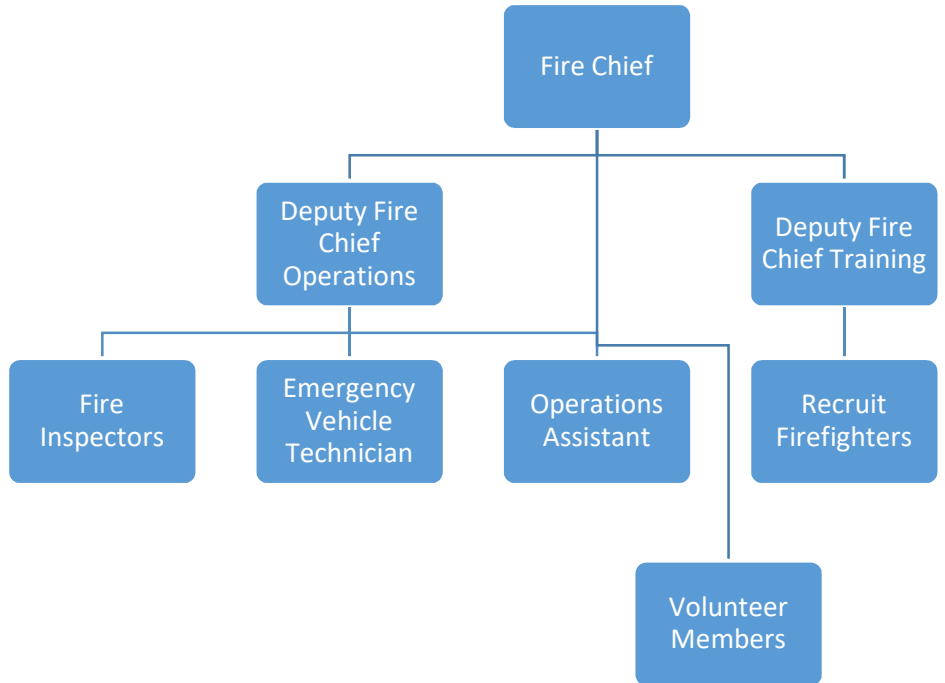 Fire Chief
Deputy Fire
Chief
Operations
Deputy Fire
Chief Training
Fire
Inspectors
Emergency
Vehicle
Technician
Operations
Assistant
Recruit
Firefighters
Volunteer
Members